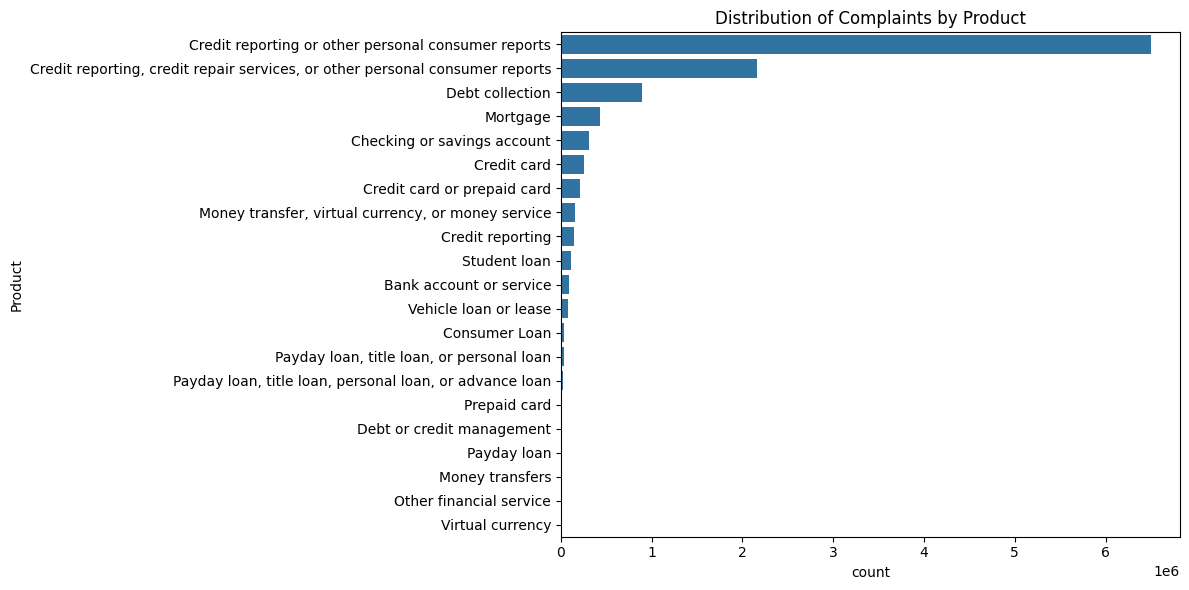 Distribution of Complaints by Product
Product
Credit reporting or other personal consumer reports
Credit reporting, credit repair services, or other personal consumer reports
Debt collection
Mortgage
Checking or savings account
Credit card
Credit card or prepaid card
Money transfer, virtual currency, or money service
Credit reporting
Student loan
Bank account or service
Vehicle loan or lease
Consumer Loan
Payday loan, title loan, or personal loan
Payday loan, title loan, personal loan, or advance loan
Prepaid card
Debt or credit management
Payday loan
Money transfers
Other financial service
Virtual currency
0 1 2 3 4 5 6
1e6
count